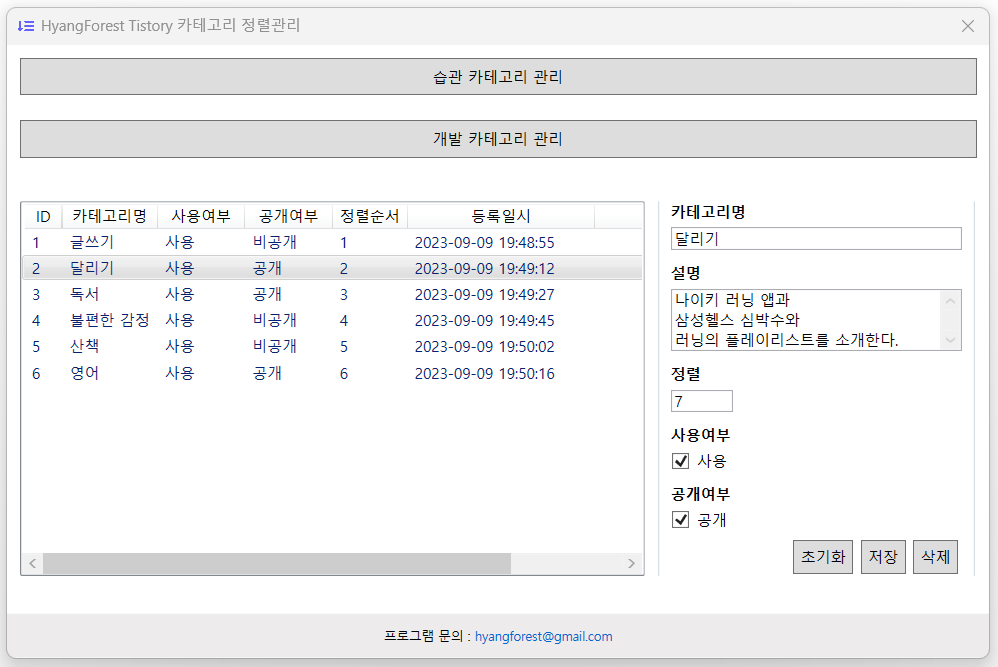 HyangForest Tistory 카테고리 정렬관리
습관 카테고리 관리
개발 카테고리 관리
ID 카테고리명 사용여부 공개여부 정렬순서 등록일시
1 글쓰기 사용 비공개 1 2023-09-09 19:48:55
2 달리기 사용 공개 2 2023-09-09 19:49:12
3 독서 사용 공개 3 2023-09-09 19:49:27
4 불편한 감정 사용 비공개 4 2023-09-09 19:49:45
5 산책 사용 비공개 5 2023-09-09 19:50:02
6 영어 사용 공개 6 2023-09-09 19:50:16
카테고리명
달리기
설명
나이키 러닝 앱과
삼성헬스 심박수와
러닝의 플레이리스트를 소개한다.
정렬
7
사용여부
사용
공개여부
공개
초기화 저장 삭제
프로그램 문의 : hyangforest@gmail.com